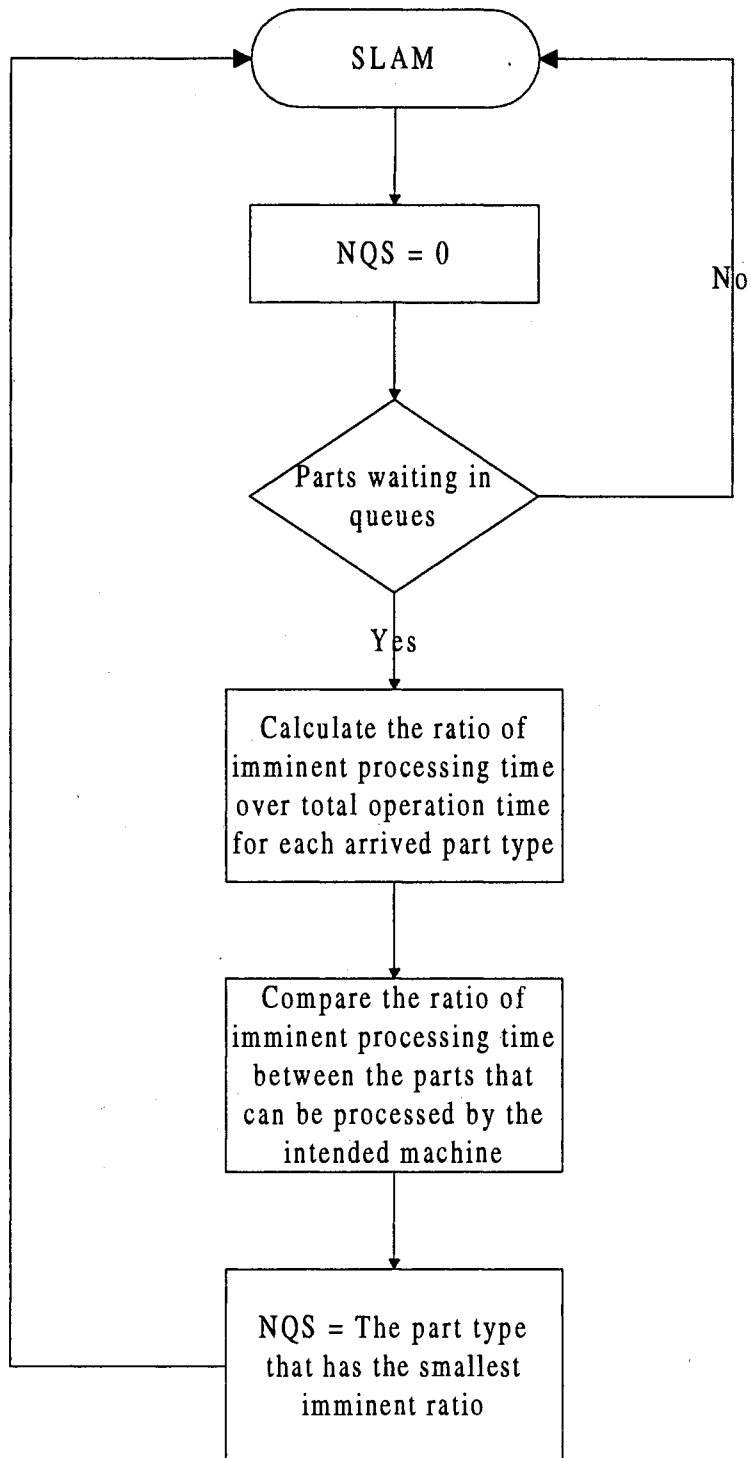 SLAM
NQS = 0
No
Parts waiting in
queues
Yes
Calculate the ratio of
imminent processing time
over total operation time
for each arrived part type
Compare the ratio of
imminent processing time
between the parts that
can be processed by the
intended machine
NQS = The part type
that has the smallest
imminent ratio